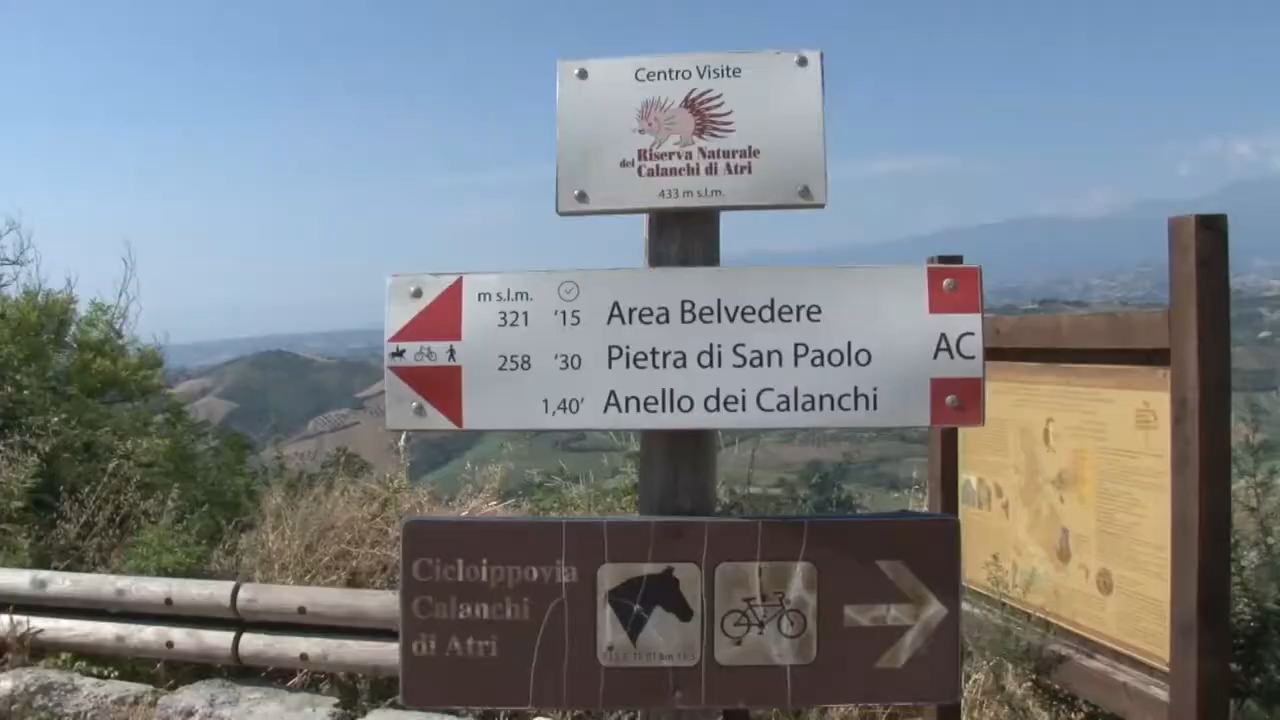 Centro Visite
Riserva Naturale
dei Calanchi di Atri
433 m s.l.m.
m s.l.m.
321 '15 Area Belvedere
258 '30 Pietra di San Paolo
1,40' Anello dei Calanchi
AC
Cicloippovia
Calanchi
di Atri